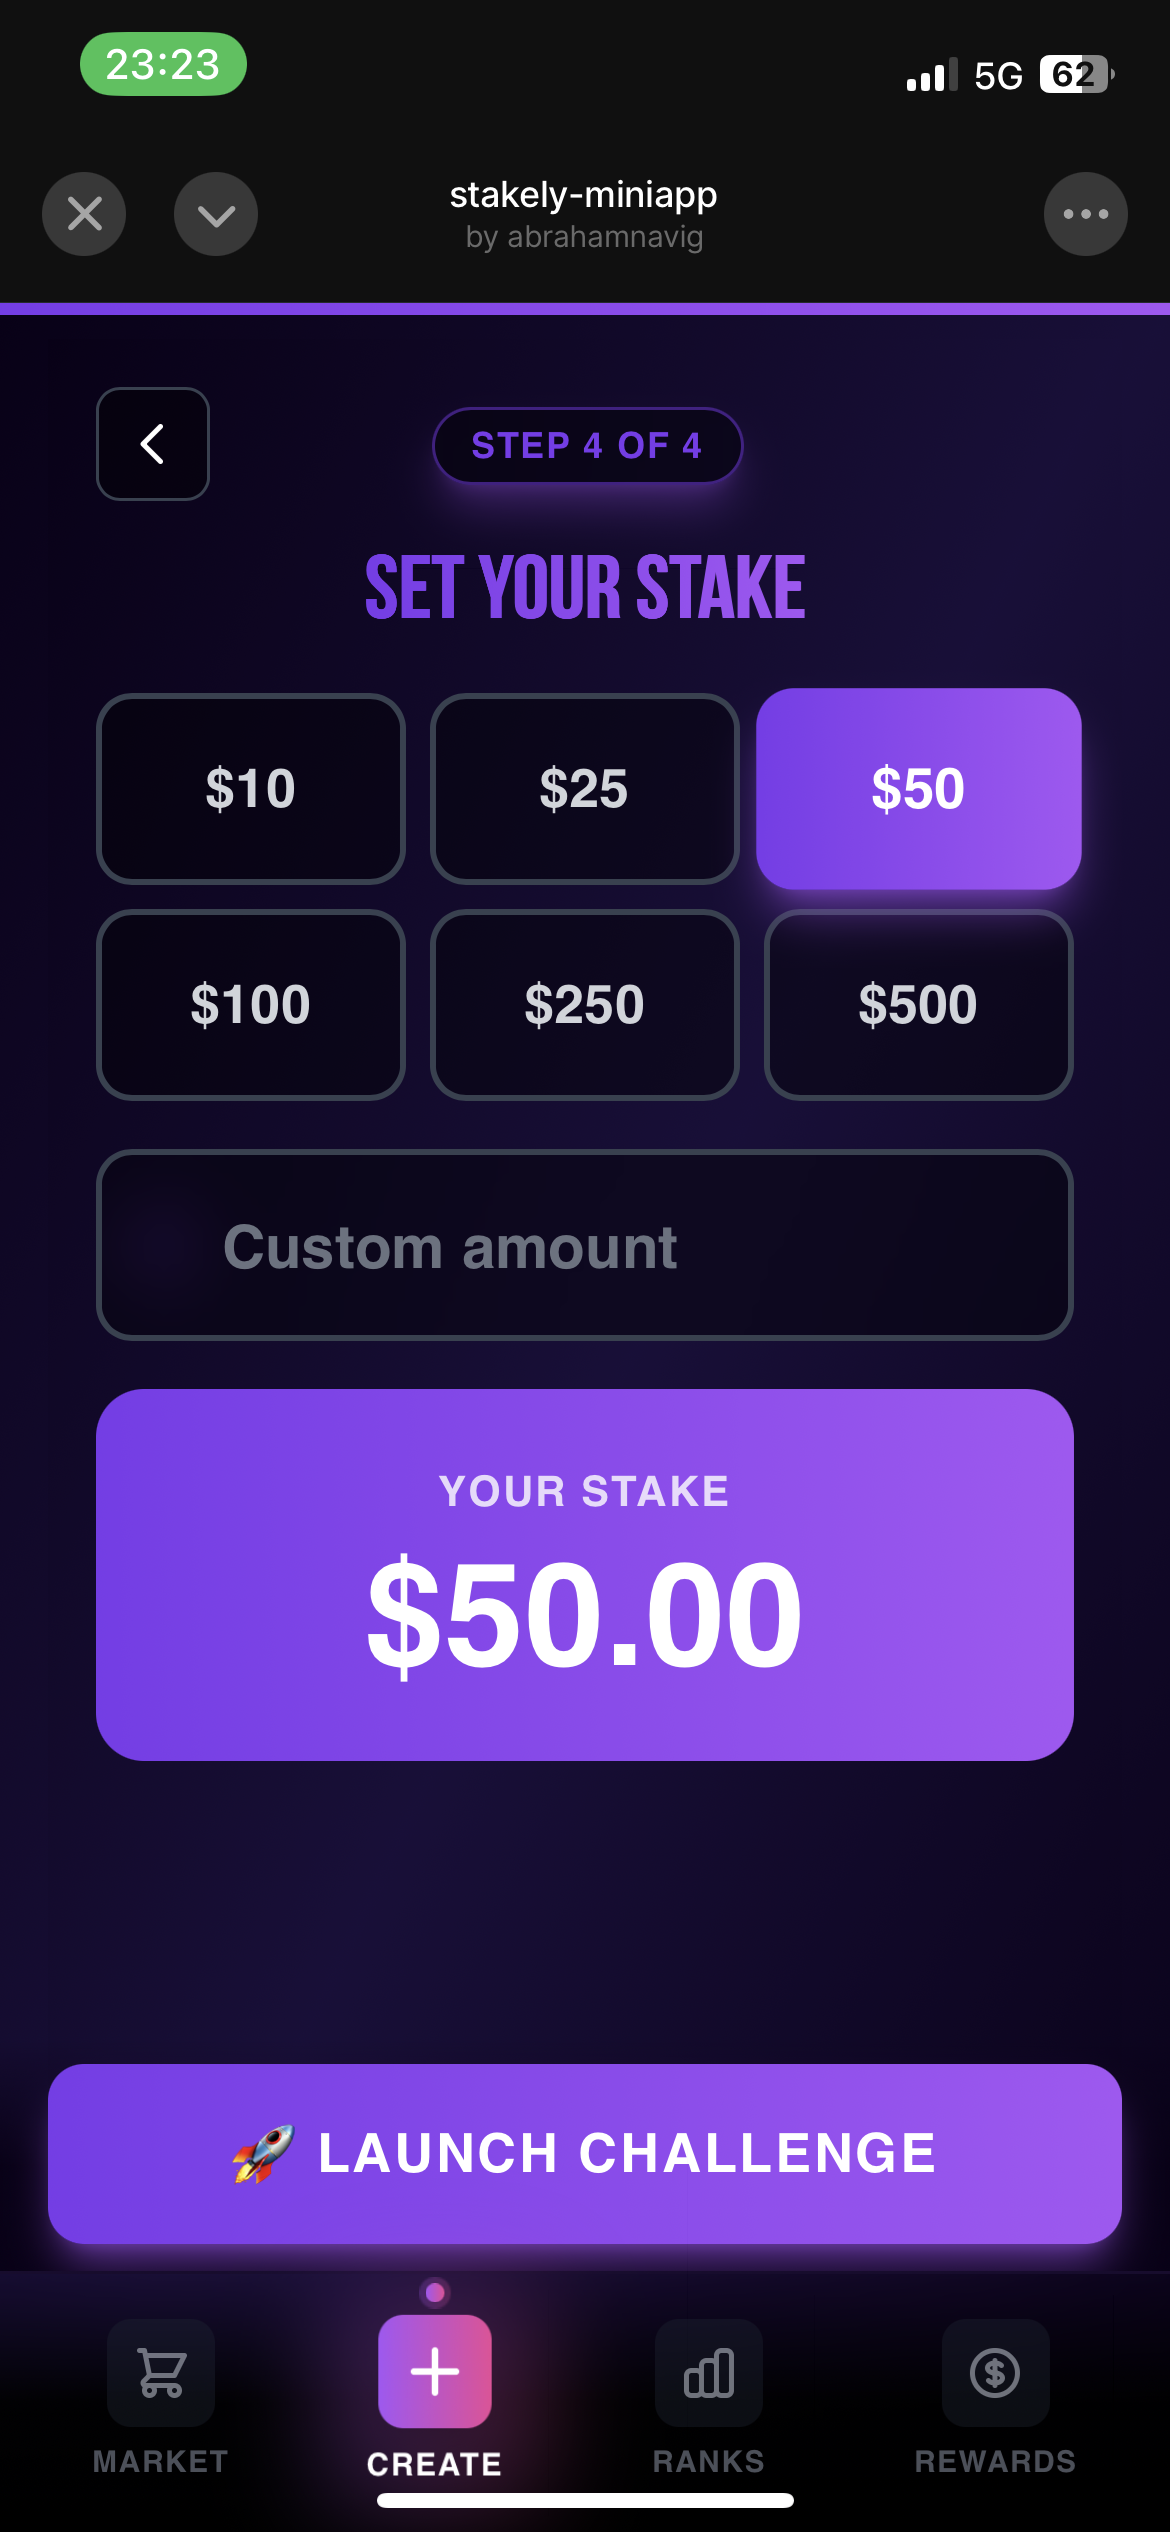 23:23
5G 62
stakely-miniapp
by abrahamnavig
STEP 4 OF 4
SET YOUR STAKE
$10 $25 $50
$100 $250 $500
Custom amount
YOUR STAKE
$50.00
🚀 LAUNCH CHALLENGE
MARKET CREATE RANKS REWARDS